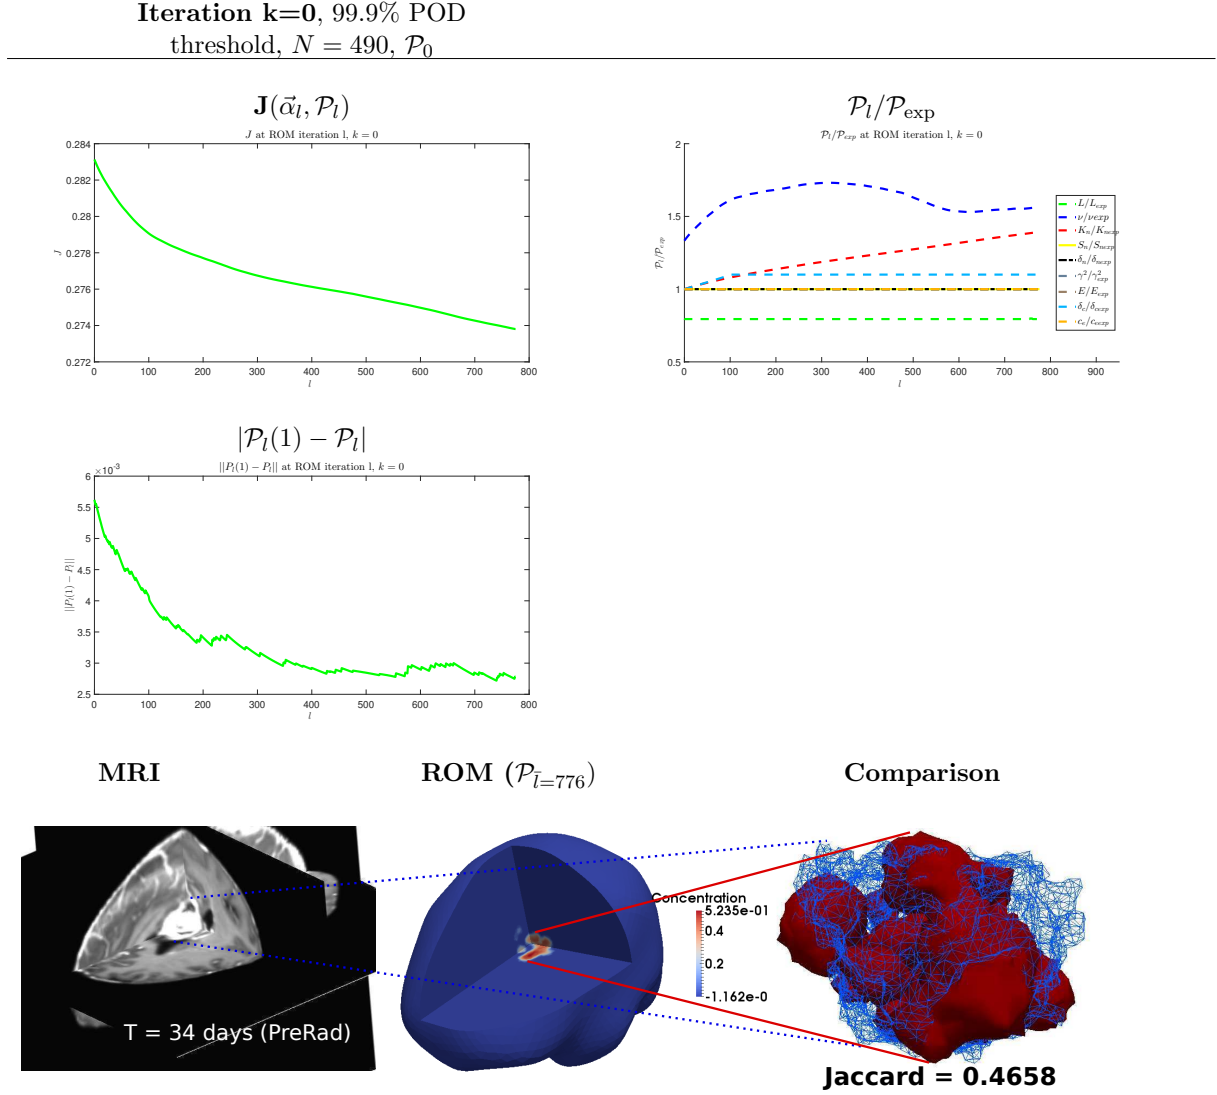 Iteration k=0, 99.9% POD
threshold, N = 490, 𝒫₀
J(α⃗ₗ, 𝒫ₗ)
J at ROM iteration l, k = 0
0.284
0.282
0.28
0.278
0.276
0.274
0.272
J
0 100 200 300 400 500 600 700 800
l
𝒫ₗ/𝒫exp
𝒫ₗ/𝒫exp at ROM iteration l, k = 0
2
1.5
1
0.5
𝒫ₗ/𝒫exp
0 100 200 300 400 500 600 700 800 900
l
L/Lexp
ν/νexp
Kn/Knexp
Sn/Snexp
δn/δnexp
γ²/γ²exp
E/Eexp
δc/δcexp
ce/ceexp
|𝒫ₗ(1) − 𝒫ₗ|
||Pₗ(1) − Pₗ|| at ROM iteration l, k = 0
×10⁻³
6
5.5
5
4.5
4
3.5
3
2.5
||Pₗ(1) − Pₗ||
0 100 200 300 400 500 600 700 800
l
MRI
ROM (𝒫l̄=776)
Comparison
T = 34 days (PreRad)
Concentration
5.235e-01
0.4
0.2
-1.162e-0
Jaccard = 0.4658